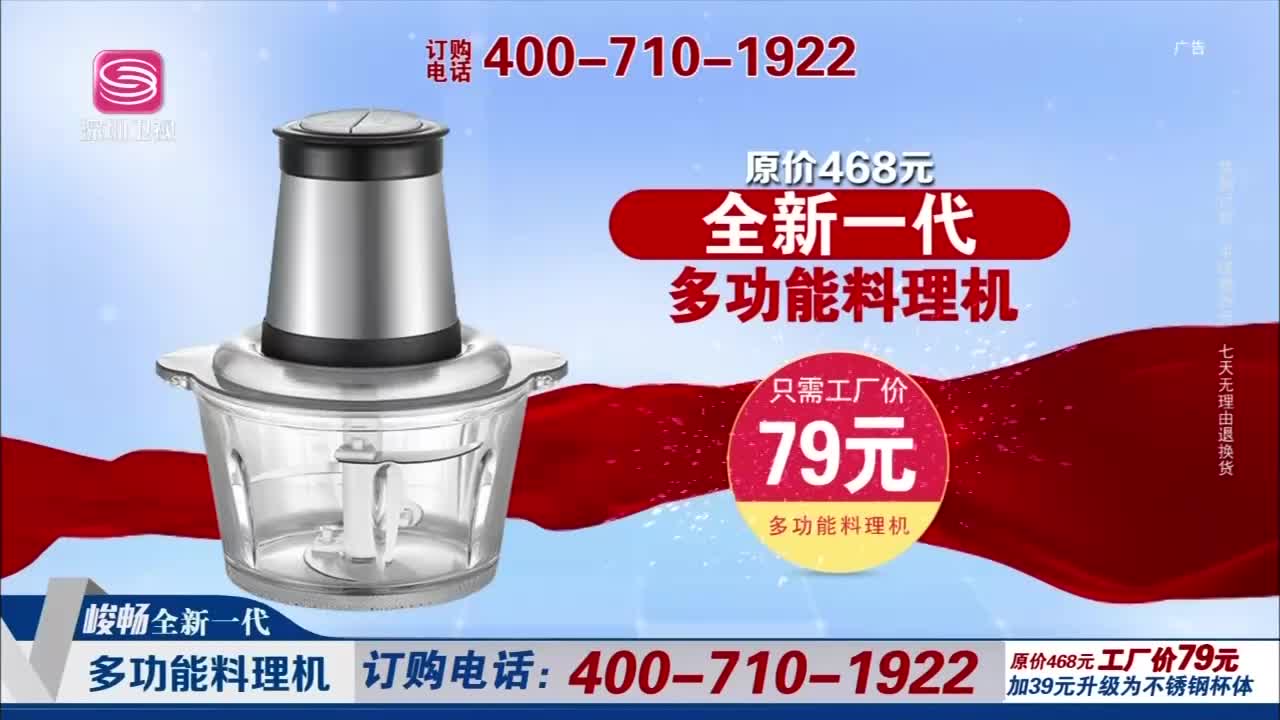 深圳卫视
订购电话 400-710-1922
广告
原价468元
全新一代
多功能料理机
只需工厂价
79元
多功能料理机
七天无理由退换货
峻畅全新一代
多功能料理机
订购电话：400-710-1922
原价468元 工厂价79元
加39元升级为不锈钢杯体